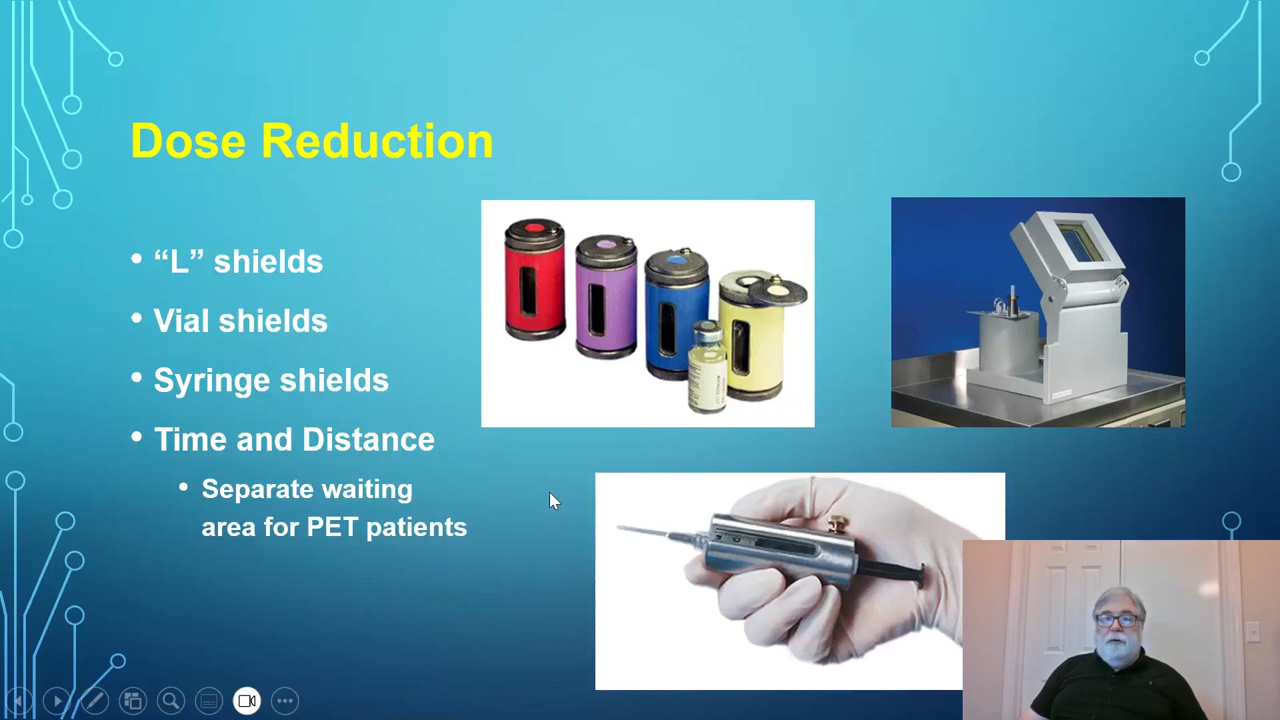 Dose Reduction
• “L” shields
• Vial shields
• Syringe shields
• Time and Distance
• Separate waiting
area for PET patients